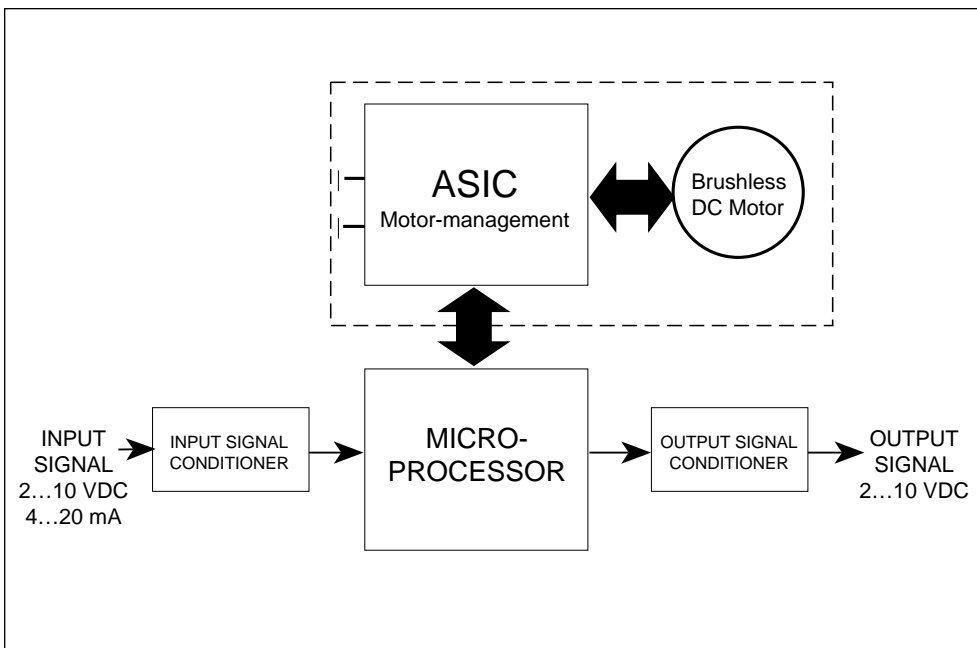 ASIC
Motor-management
Brushless
DC Motor
INPUT
SIGNAL
2...10 VDC
4...20 mA
INPUT SIGNAL
CONDITIONER
MICRO-
PROCESSOR
OUTPUT SIGNAL
CONDITIONER
OUTPUT
SIGNAL
2...10 VDC